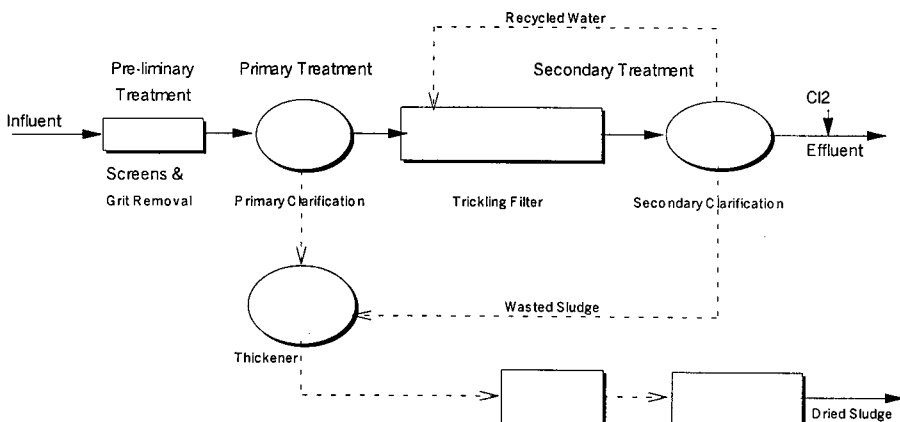 Recycled Water
Pre-liminary
Treatment
Primary Treatment
Secondary Treatment
Cl2
Influent
Effluent
Screens &
Grit Removal
Primary Clarification
Trickling Filter
Secondary Clarification
Wasted Sludge
Thickener
Dried Sludge